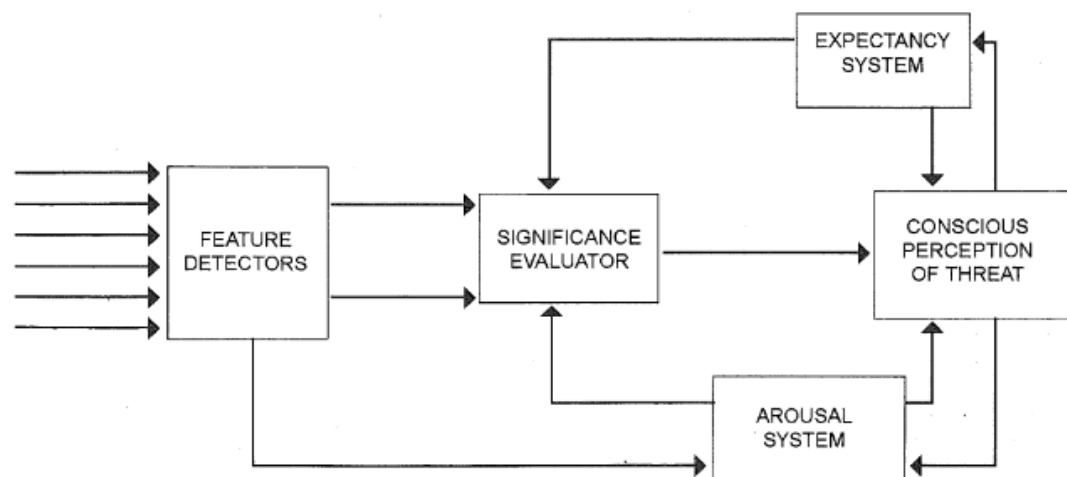 EXPECTANCY
SYSTEM
FEATURE
DETECTORS
SIGNIFICANCE
EVALUATOR
CONSCIOUS
PERCEPTION
OF THREAT
AROUSAL
SYSTEM